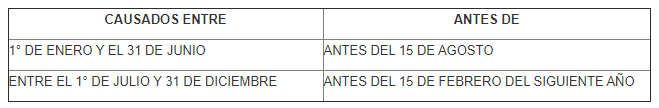 CAUSADOS ENTRE ANTES DE
1° DE ENERO Y EL 31 DE JUNIO ANTES DEL 15 DE AGOSTO
ENTRE EL 1° DE JULIO Y 31 DE DICIEMBRE ANTES DEL 15 DE FEBRERO DEL SIGUIENTE AÑO